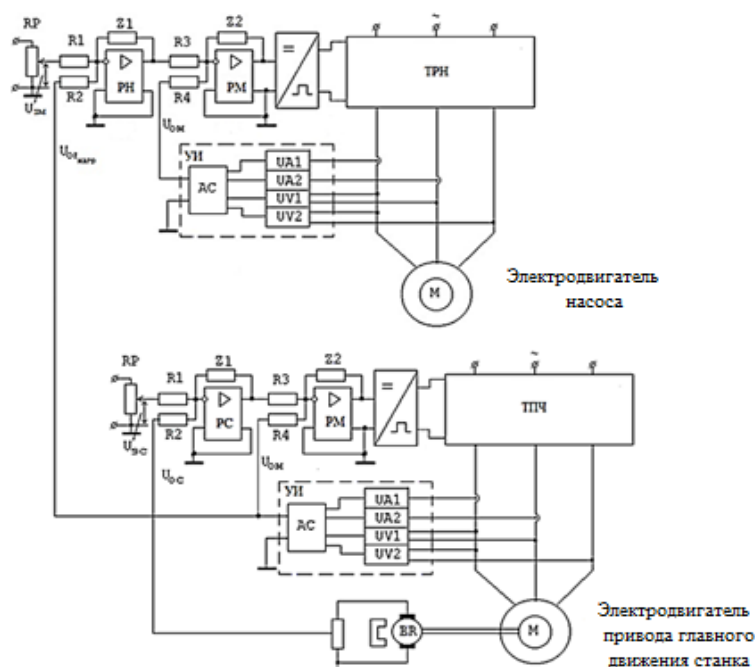 RP
R1
Z1
R3
Z2
R2
РН
R4
РМ
ТРН
UЗМ
UОМ
UОГнагр
УИ
АС
UA1
UA2
UV1
UV2
М
Электродвигатель
насоса
RP
R1
Z1
R3
Z2
R2
РС
R4
РМ
ТПЧ
UЗС
UОМ
UОС
УИ
АС
UA1
UA2
UV1
UV2
BR
М
Электродвигатель
привода главного
движения станка